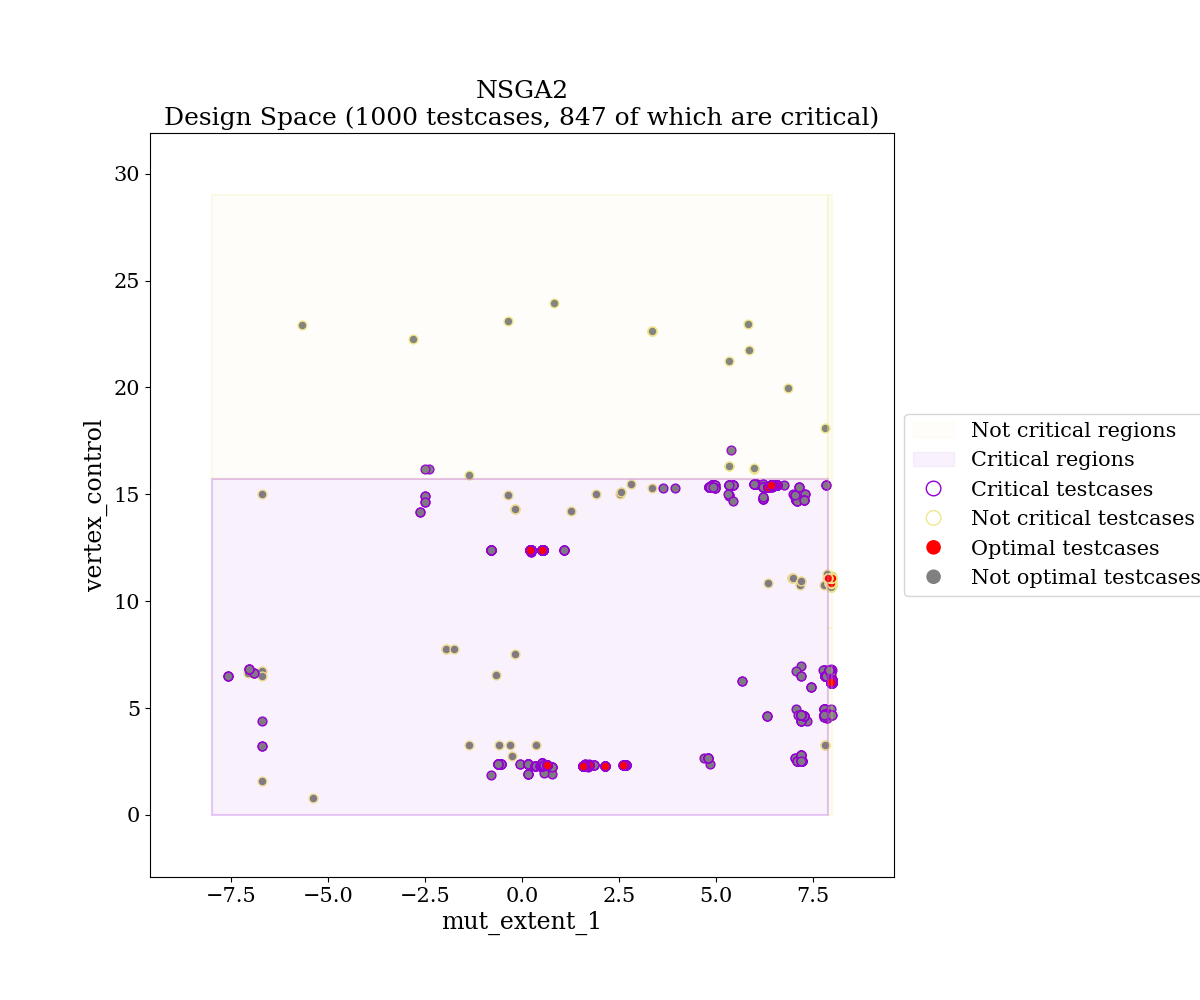 NSGA2
Design Space (1000 testcases, 847 of which are critical)
30
25
20
15
10
5
0
vertex_control
−7.5
−5.0
−2.5
0.0
2.5
5.0
7.5
mut_extent_1
Not critical regions
Critical regions
Critical testcases
Not critical testcases
Optimal testcases
Not optimal testcases